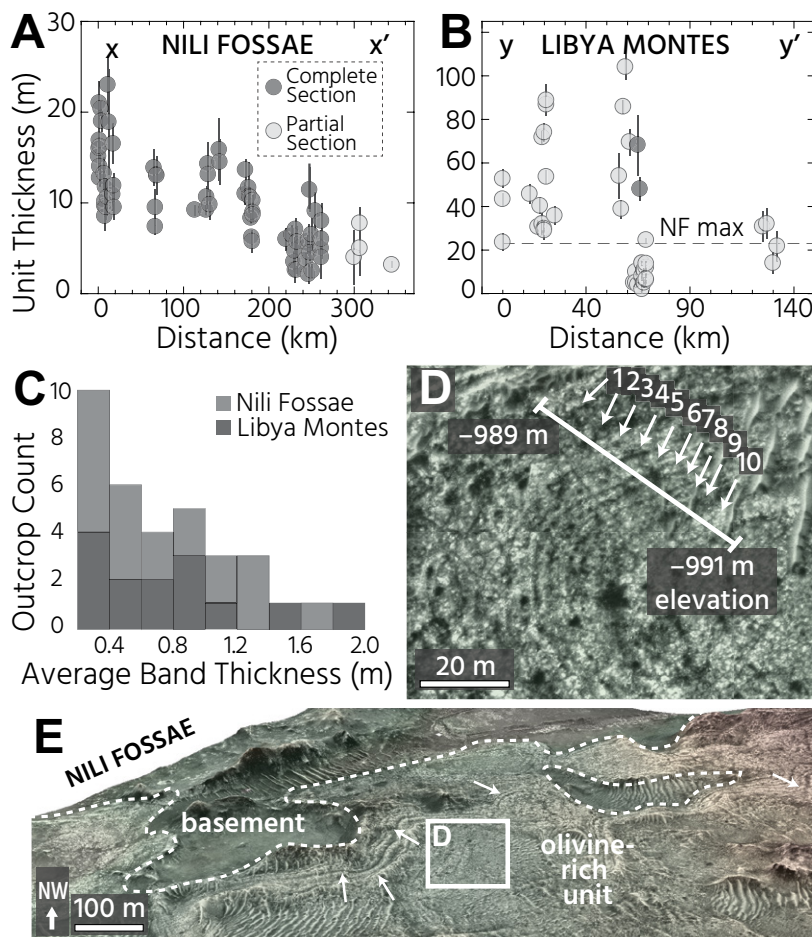 A
x NILI FOSSAE x′
Unit Thickness (m)
30
20
10
0
Complete
Section
Partial
Section
0 100 200 300
Distance (km)
B
y LIBYA MONTES y′
100
80
60
40
20
0
NF max
0 40 90 140
Distance (km)
C
Outcrop Count
10
8
6
4
2
0
Nili Fossae
Libya Montes
0.4 0.8 1.2 1.6 2.0
Average Band Thickness (m)
D
1 2 3 4 5 6 7 8 9 10
–989 m
–991 m
elevation
20 m
E
NILI FOSSAE
basement
D
olivine-
rich
unit
NW
100 m